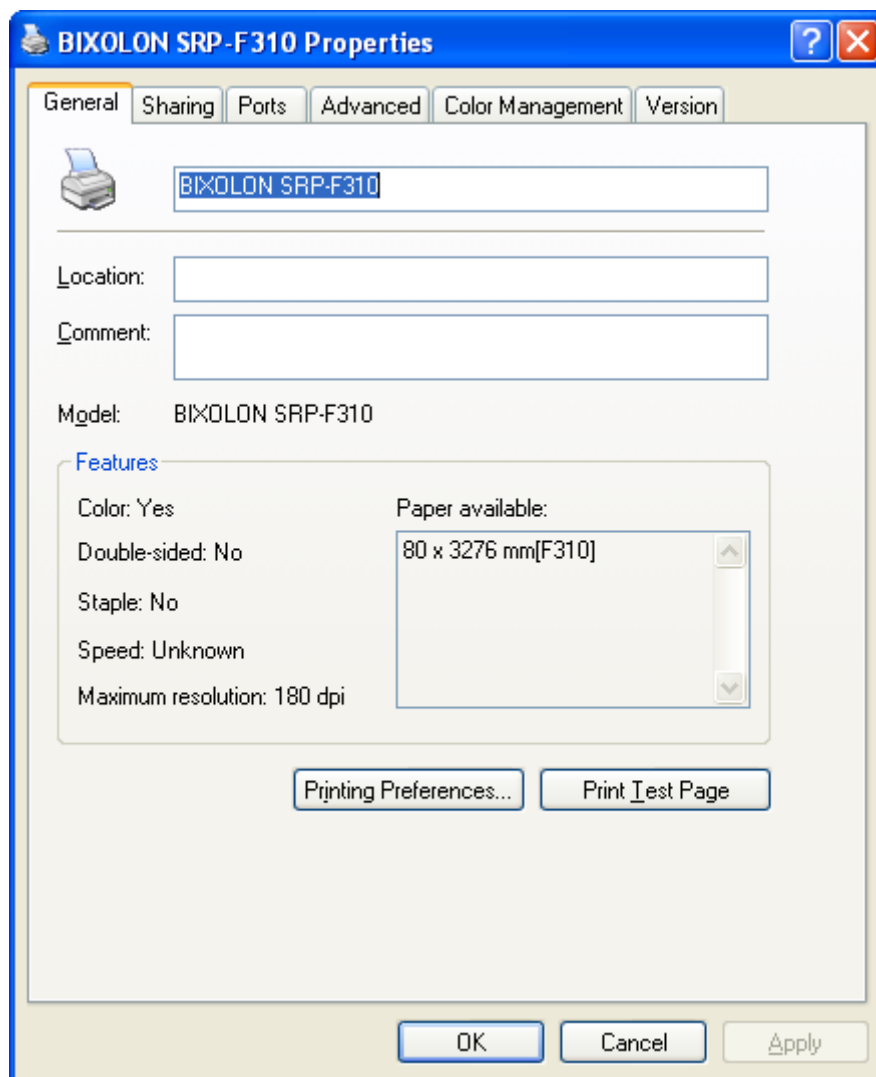 BIXOLON SRP-F310 Properties
General Sharing Ports Advanced Color Management Version
BIXOLON SRP-F310
Location:
Comment:
Model: BIXOLON SRP-F310
Features
Color: Yes
Double-sided: No
Staple: No
Speed: Unknown
Maximum resolution: 180 dpi
Paper available:
80 x 3276 mm[F310]
Printing Preferences... Print Test Page
OK Cancel Apply